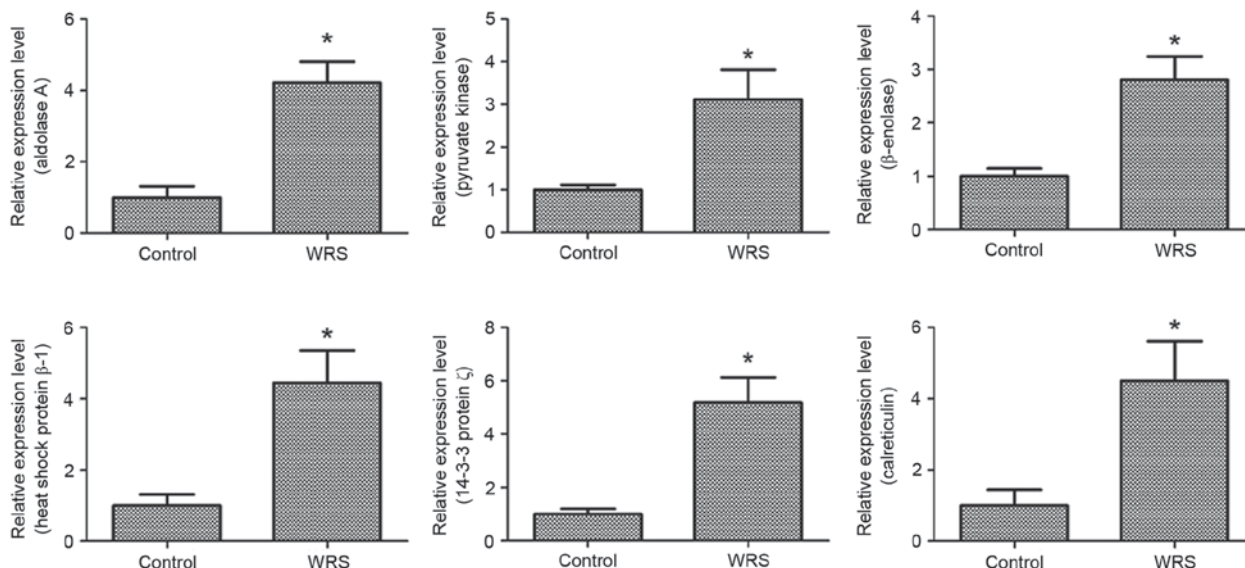 Relative expression level
(aldolase A)
6
4
2
0
*
Control
WRS
Relative expression level
(pyruvate kinase)
5
4
3
2
1
0
*
Control
WRS
Relative expression level
(β-enolase)
4
3
2
1
0
*
Control
WRS
Relative expression level
(heat shock protein β-1)
6
4
2
0
*
Control
WRS
Relative expression level
(14-3-3 protein ζ)
8
6
4
2
0
*
Control
WRS
Relative expression level
(calreticulin)
6
4
2
0
*
Control
WRS